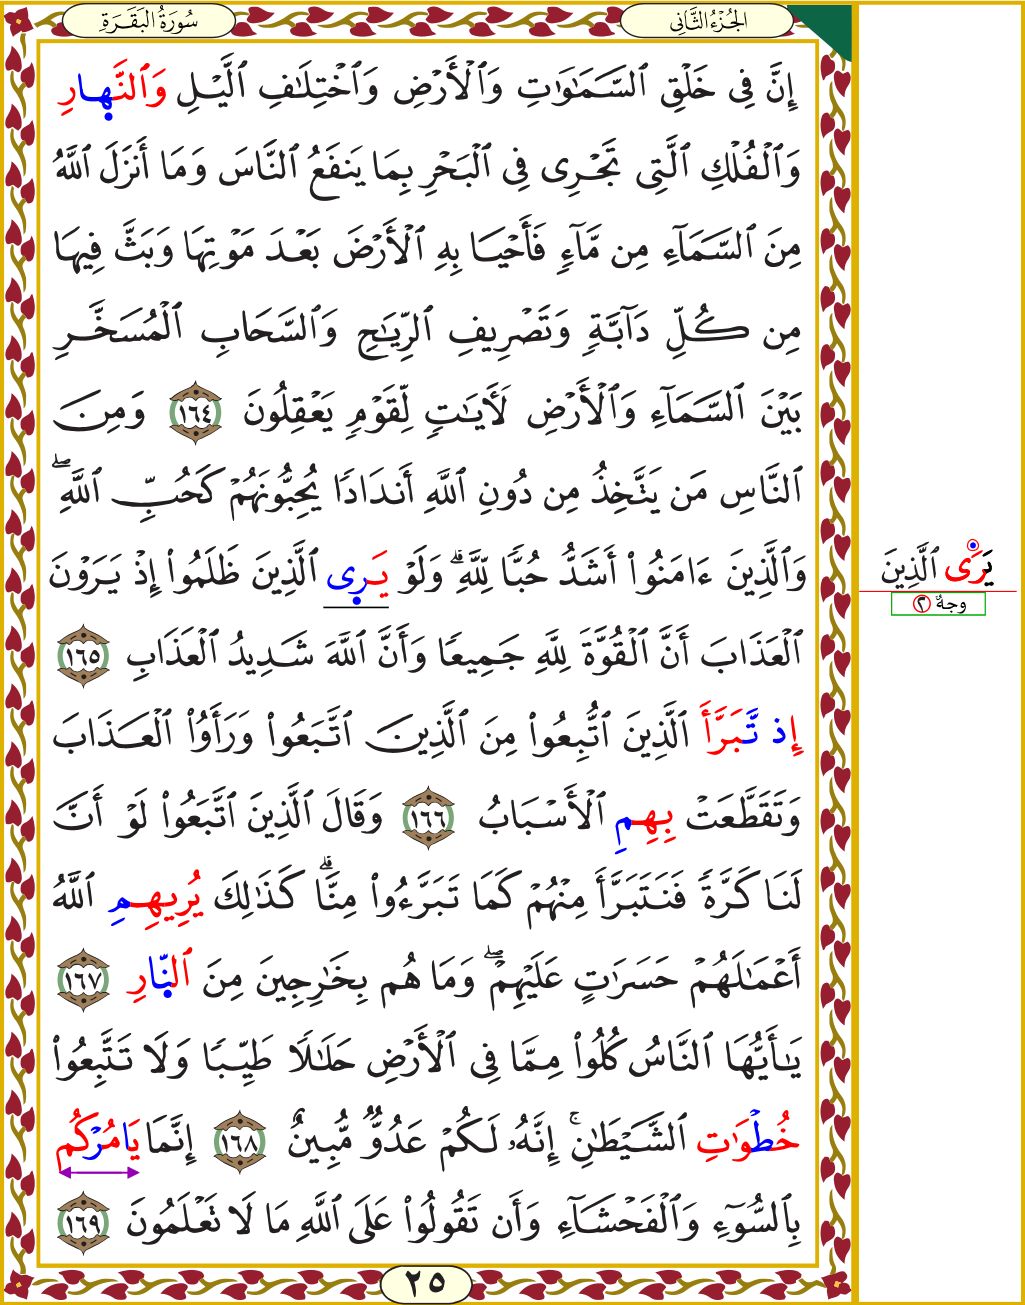 الجُزْءُ الثَّانِى
سُورَةُ البَقَرَةِ
إِنَّ فِى خَلْقِ ٱلسَّمَـٰوَٰتِ وَٱلْأَرْضِ وَٱخْتِلَـٰفِ ٱلَّيْلِ وَٱلنَّهارِ
وَٱلْفُلْكِ ٱلَّتِى تَجْرِى فِى ٱلْبَحْرِ بِمَا يَنفَعُ ٱلنَّاسَ وَمَا أَنزَلَ ٱللَّهُ
مِنَ ٱلسَّمَآءِ مِن مَّآءٍ فَأَحْيَا بِهِ ٱلْأَرْضَ بَعْدَ مَوْتِهَا وَبَثَّ فِيهَا
مِن كُلِّ دَآبَّةٍ وَتَصْرِيفِ ٱلرِّيَـٰحِ وَٱلسَّحَابِ ٱلْمُسَخَّرِ
بَيْنَ ٱلسَّمَآءِ وَٱلْأَرْضِ لَأَيَـٰتٍ لِّقَوْمٍ يَعْقِلُونَ ١٦٤ وَمِنَ
ٱلنَّاسِ مَن يَتَّخِذُ مِن دُونِ ٱللَّهِ أَندَادًا يُحِبُّونَهُمْ كَحُبِّ ٱللَّهِ ۖ
وَٱلَّذِينَ ءَامَنُوا۟ أَشَدُّ حُبًّا لِّلَّهِ ۗ وَلَوْ يَرِى ٱلَّذِينَ ظَلَمُوا۟ إِذْ يَرَوْنَ
ٱلْعَذَابَ أَنَّ ٱلْقُوَّةَ لِلَّهِ جَمِيعًا وَأَنَّ ٱللَّهَ شَدِيدُ ٱلْعَذَابِ ١٦٥
إِذ تَّبَرَّأَ ٱلَّذِينَ ٱتُّبِعُوا۟ مِنَ ٱلَّذِينَ ٱتَّبَعُوا۟ وَرَأَوُا۟ ٱلْعَذَابَ
وَتَقَطَّعَتْ بِهِمِ ٱلْأَسْبَابُ ١٦٦ وَقَالَ ٱلَّذِينَ ٱتَّبَعُوا۟ لَوْ أَنَّ
لَنَا كَرَّةً فَنَتَبَرَّأَ مِنْهُمْ كَمَا تَبَرَّءُوا۟ مِنَّا ۗ كَذَٰلِكَ يُرِيهِمِ ٱللَّهُ
أَعْمَـٰلَهُمْ حَسَرَٰتٍ عَلَيْهِمْ ۖ وَمَا هُم بِخَـٰرِجِينَ مِنَ ٱلنّارِ ١٦٧
يَـٰأَيُّهَا ٱلنَّاسُ كُلُوا۟ مِمَّا فِى ٱلْأَرْضِ حَلَـٰلًا طَيِّبًا وَلَا تَتَّبِعُوا۟
خُطْوَٰتِ ٱلشَّيْطَـٰنِ ۚ إِنَّهُۥ لَكُمْ عَدُوٌّ مُّبِينٌ ١٦٨ إِنَّمَا يَامُرْكُم
بِٱلسُّوٓءِ وَٱلْفَحْشَآءِ وَأَن تَقُولُوا۟ عَلَى ٱللَّهِ مَا لَا تَعْلَمُونَ ١٦٩
٢٥
يَرَى ٱلَّذِينَ
وجهٌ ٢